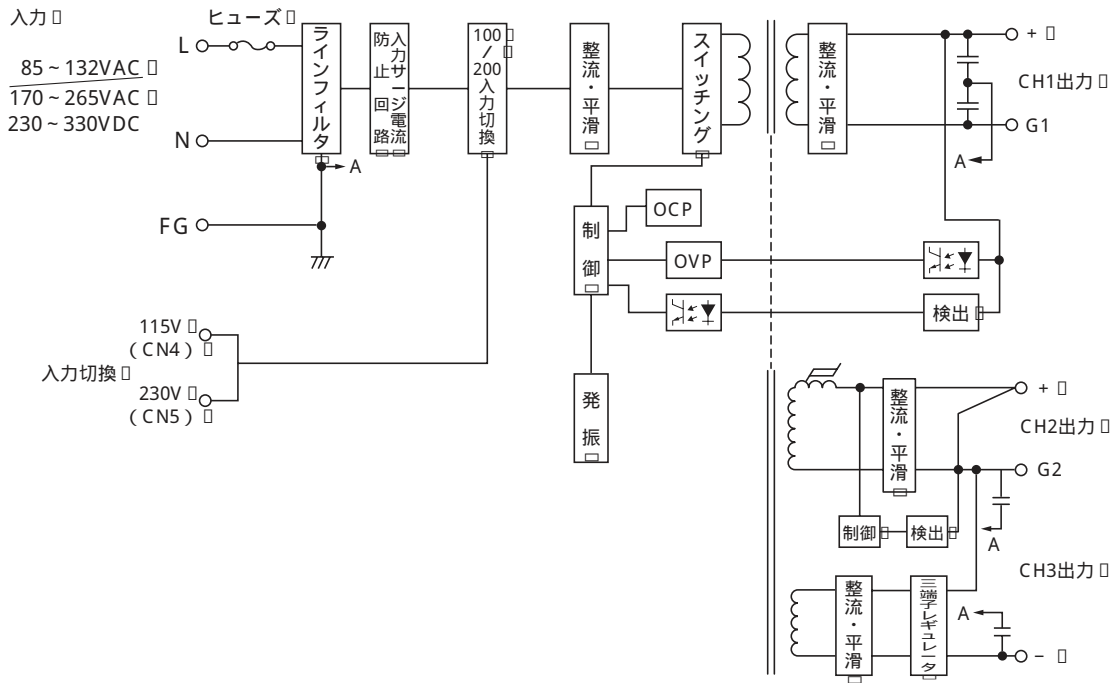 入力
ヒューズ
L
85～132VAC
170～265VAC
230～330VDC
N
FG
ラインフィルタ
A
入力サージ電流
防止回路
100
/
200
入力切換
整流・平滑
スイッチング
整流・平滑
+
CH1出力
G1
A
制御
OCP
OVP
検出
発振
115V
(CN4)
入力切換
230V
(CN5)
整流・平滑
+
CH2出力
G2
A
制御
検出
CH3出力
整流・平滑
三端子レギュレータ
A
−